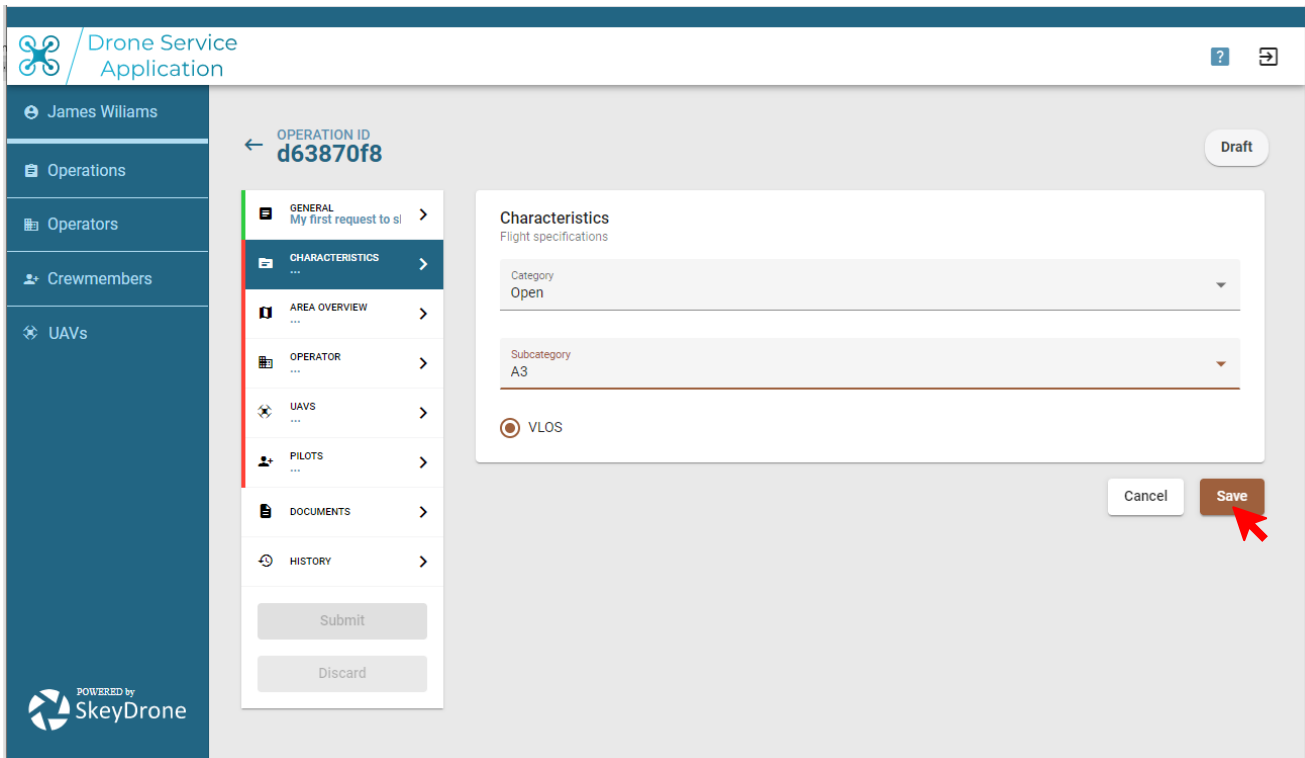 Drone Service
Application
?
James Wiliams
Operations
Operators
Crewmembers
UAVs
POWERED by
SkeyDrone
OPERATION ID
d63870f8
Draft
GENERAL
My first request to sl
CHARACTERISTICS
...
AREA OVERVIEW
...
OPERATOR
...
UAVS
...
PILOTS
...
DOCUMENTS
HISTORY
Submit
Discard
Characteristics
Flight specifications
Category
Open
Subcategory
A3
VLOS
Cancel
Save